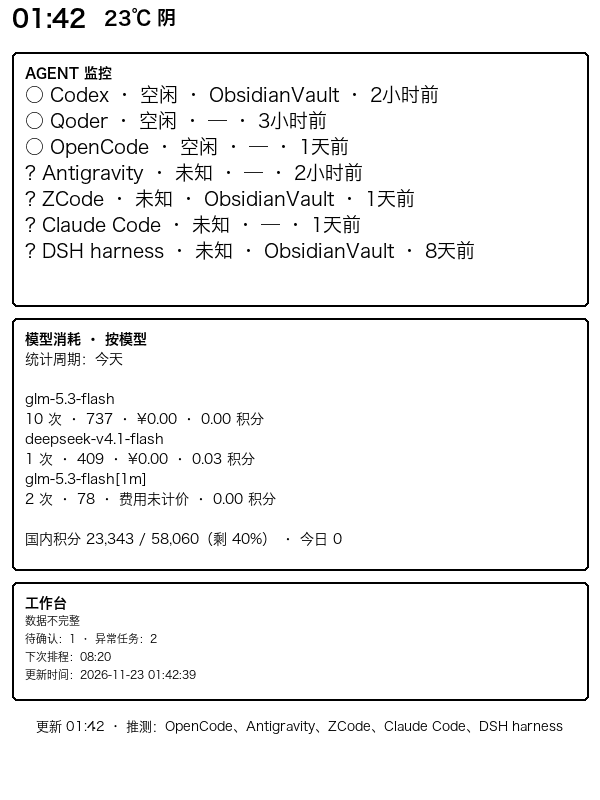 01:42 23℃ 阴
AGENT 监控
○ Codex · 空闲 · ObsidianVault · 2小时前
○ Qoder · 空闲 · — · 3小时前
○ OpenCode · 空闲 · — · 1天前
? Antigravity · 未知 · — · 2小时前
? ZCode · 未知 · ObsidianVault · 1天前
? Claude Code · 未知 · — · 1天前
? DSH harness · 未知 · ObsidianVault · 8天前
模型消耗 · 按模型
统计周期：今天
glm-5.3-flash
10 次 · 737 · ¥0.00 · 0.00 积分
deepseek-v4.1-flash
1 次 · 409 · ¥0.00 · 0.03 积分
glm-5.3-flash[1m]
2 次 · 78 · 费用未计价 · 0.00 积分
国内积分 23,343 / 58,060（剩 40%） · 今日 0
工作台
数据不完整
待确认：1 · 异常任务：2
下次排程：08:20
更新时间：2026-11-23 01:42:39
更新 01:42 · 推测：OpenCode、Antigravity、ZCode、Claude Code、DSH harness